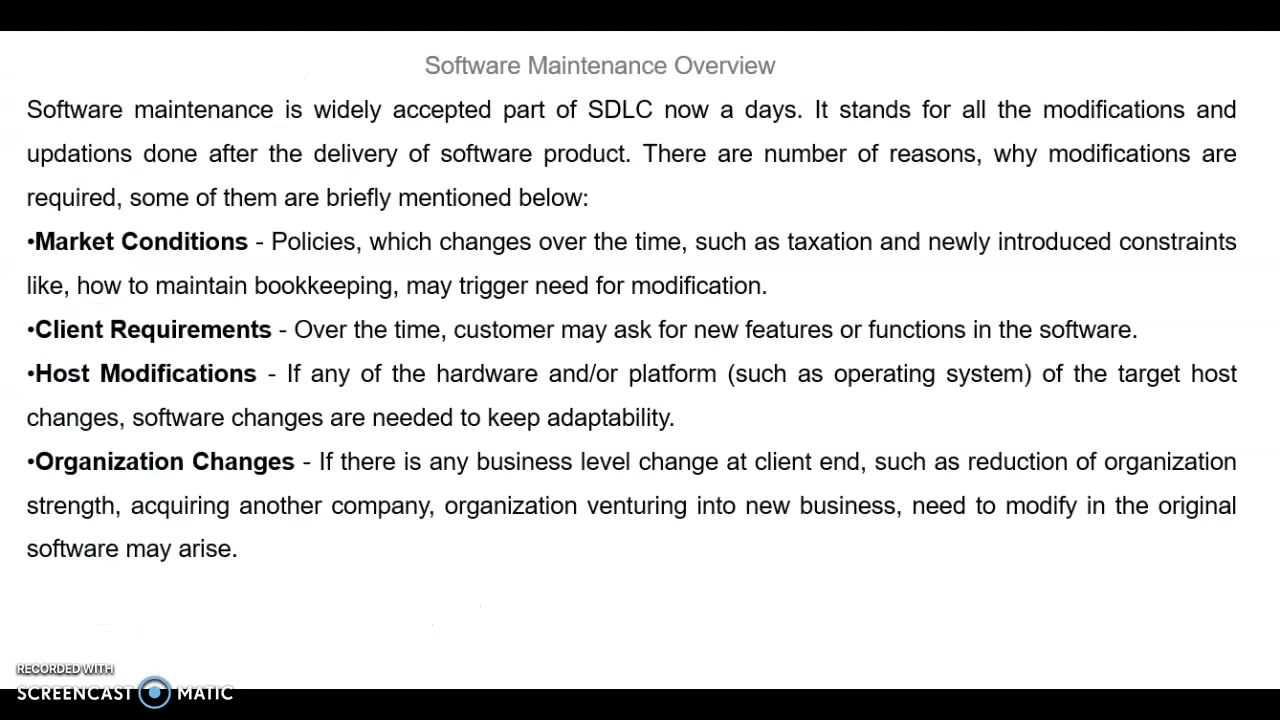 Software Maintenance Overview
Software maintenance is widely accepted part of SDLC now a days. It stands for all the modifications and
updations done after the delivery of software product. There are number of reasons, why modifications are
required, some of them are briefly mentioned below:
•Market Conditions - Policies, which changes over the time, such as taxation and newly introduced constraints
like, how to maintain bookkeeping, may trigger need for modification.
•Client Requirements - Over the time, customer may ask for new features or functions in the software.
•Host Modifications - If any of the hardware and/or platform (such as operating system) of the target host
changes, software changes are needed to keep adaptability.
•Organization Changes - If there is any business level change at client end, such as reduction of organization
strength, acquiring another company, organization venturing into new business, need to modify in the original
software may arise.
RECORDED WITH
SCREENCAST MATIC